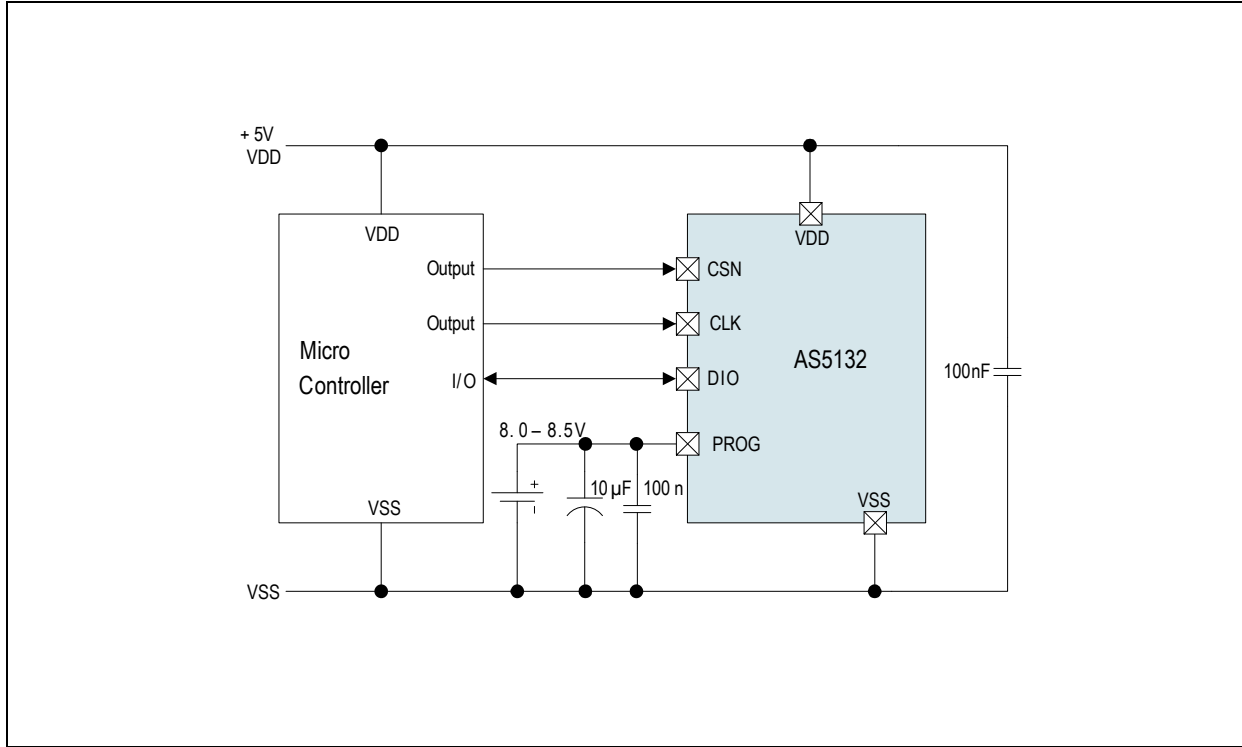 + 5V
VDD
VDD
VDD
Output
CSN
Output
CLK
Micro
Controller
AS5132
I/O
DIO
100nF
8. 0 – 8.5V
PROG
+
–
10 µF
100 n
VSS
VSS
VSS